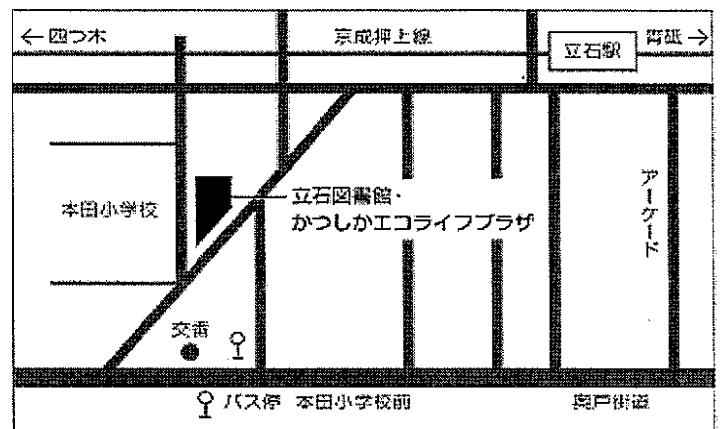 ← 四つ木
京成押上線
立石駅
青砥 →
本田小学校
立石図書館・
かつしかエコライフプラザ
アーケード
交番
バス停 本田小学校前
奥戸街道